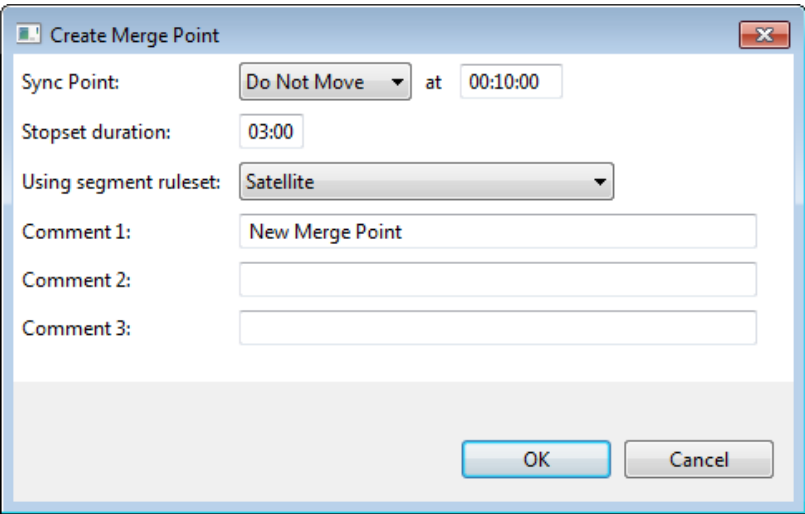 Create Merge Point
Sync Point: Do Not Move at 00:10:00
Stopset duration: 03:00
Using segment ruleset: Satellite
Comment 1: New Merge Point
Comment 2:
Comment 3:
OK Cancel